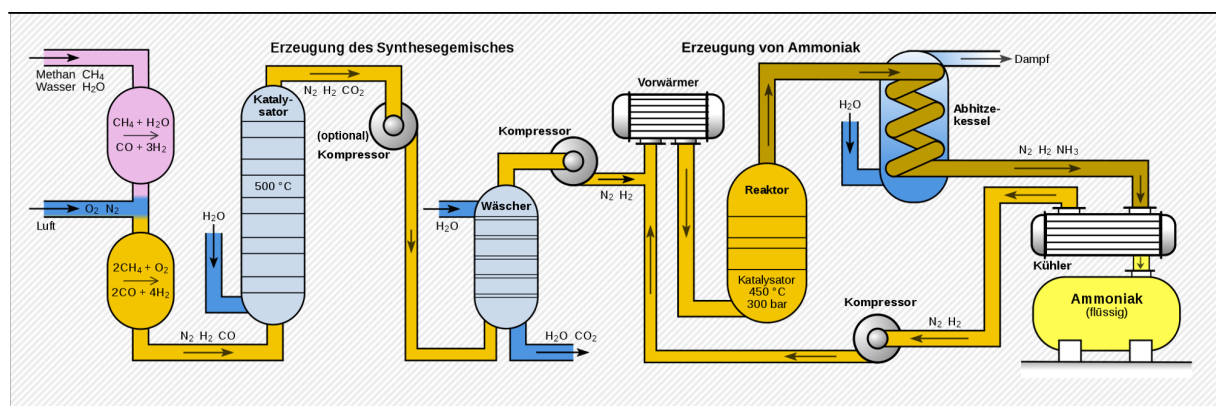 Erzeugung des Synthesegemisches
Erzeugung von Ammoniak
Methan CH₄
Wasser H₂O
CH₄ + H₂O
CO + 3H₂
O₂ N₂
Luft
2CH₄ + O₂
2CO + 4H₂
N₂ H₂ CO
H₂O
Kataly-
sator
500 °C
N₂ H₂ CO₂
(optional)
Kompressor
H₂O
Wäscher
H₂O CO₂
Kompressor
N₂ H₂
Vorwärmer
Reaktor
Katalysator
450 °C
300 bar
H₂O
Dampf
Abhitze-
kessel
N₂ H₂ NH₃
Kühler
Ammoniak
(flüssig)
N₂ H₂
Kompressor